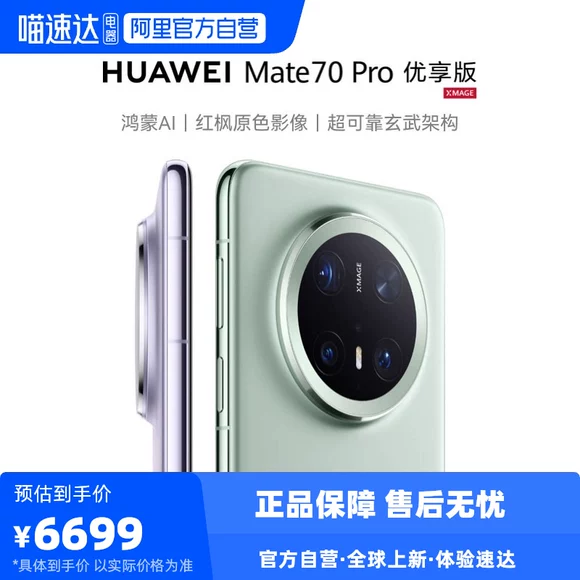 喵速达电器 阿里官方自营
HUAWEI Mate70 Pro 优享版
XMAGE
鸿蒙AI | 红枫原色影像 | 超可靠玄武架构
XMAGE
预估到手价
¥6699
*具体到手价 以实际价格为准
正品保障 售后无忧
官方自营·全球上新·体验速达